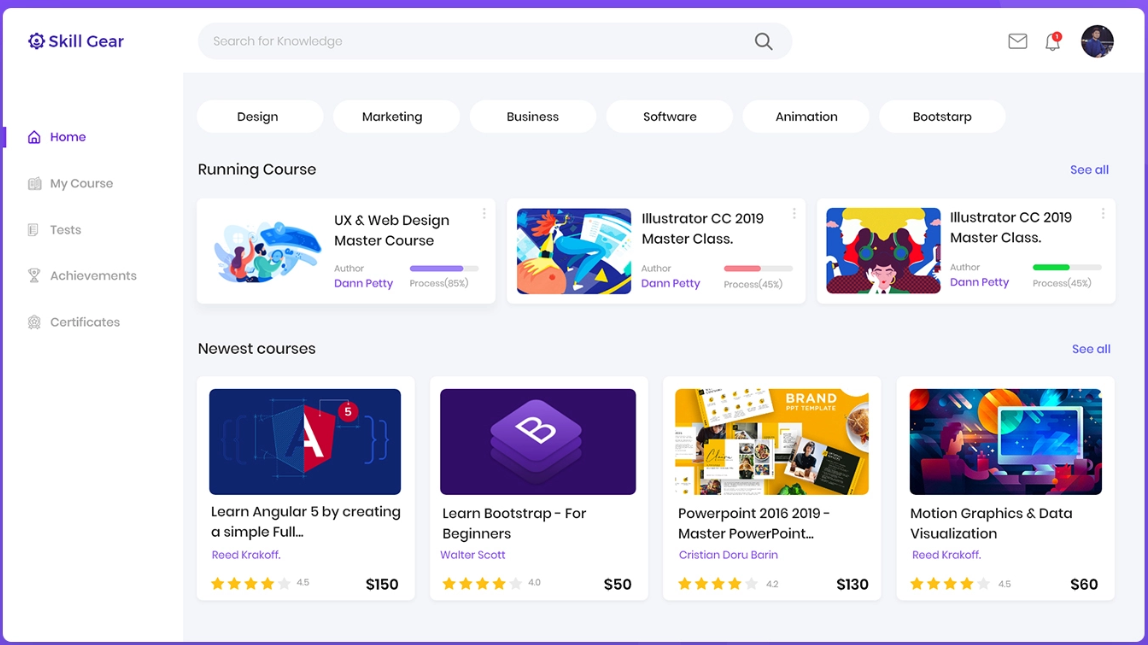 Skill Gear
Search for Knowledge
1
Home
My Course
Tests
Achievements
Certificates
Design
Marketing
Business
Software
Animation
Bootstarp
Running Course
See all
UX & Web Design
Master Course
Author
Dann Petty
Process(85%)
Illustrator CC 2019
Master Class.
Author
Dann Petty
Process(45%)
Illustrator CC 2019
Master Class.
Author
Dann Petty
Process(45%)
Newest courses
See all
A
5
Learn Angular 5 by creating
a simple Full...
Reed Krakoff.
4.5
$150
B
Learn Bootstrap - For
Beginners
Walter Scott
4.0
$50
BRAND
PPT TEMPLATE
Powerpoint 2016 2019 -
Master PowerPoint...
Cristian Doru Barin
4.2
$130
Motion Graphics & Data
Visualization
Reed Krakoff.
4.5
$60